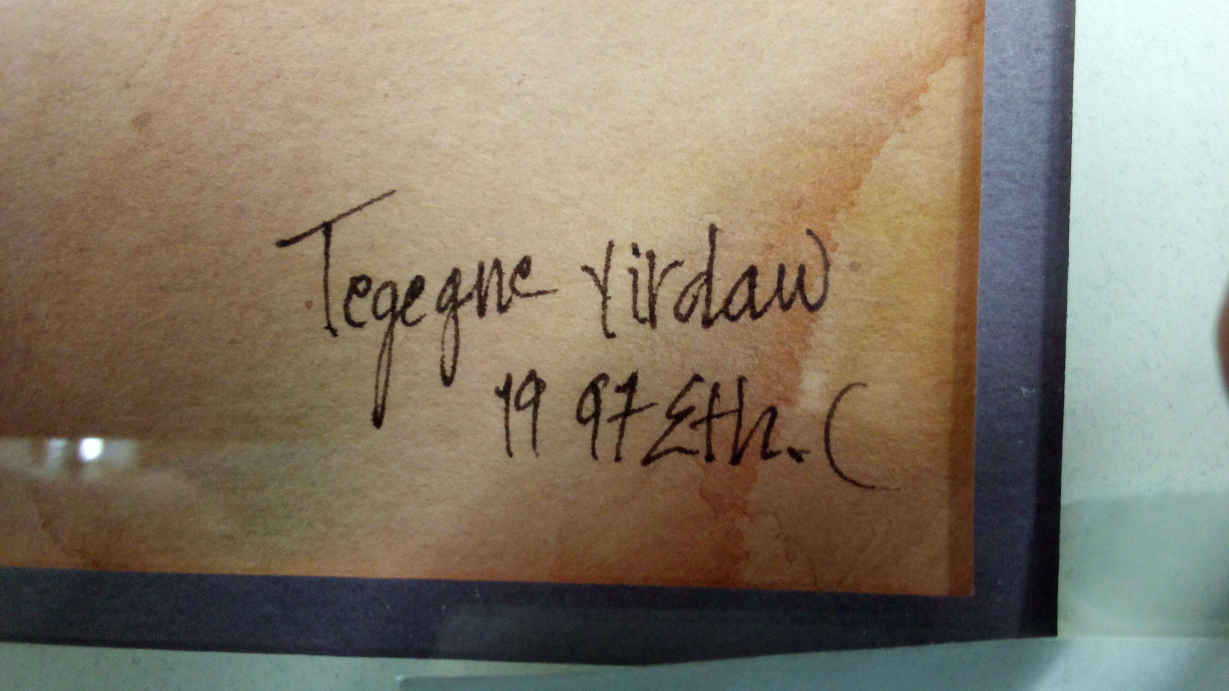 Tegegne Yirdaw
1997 Eth. C